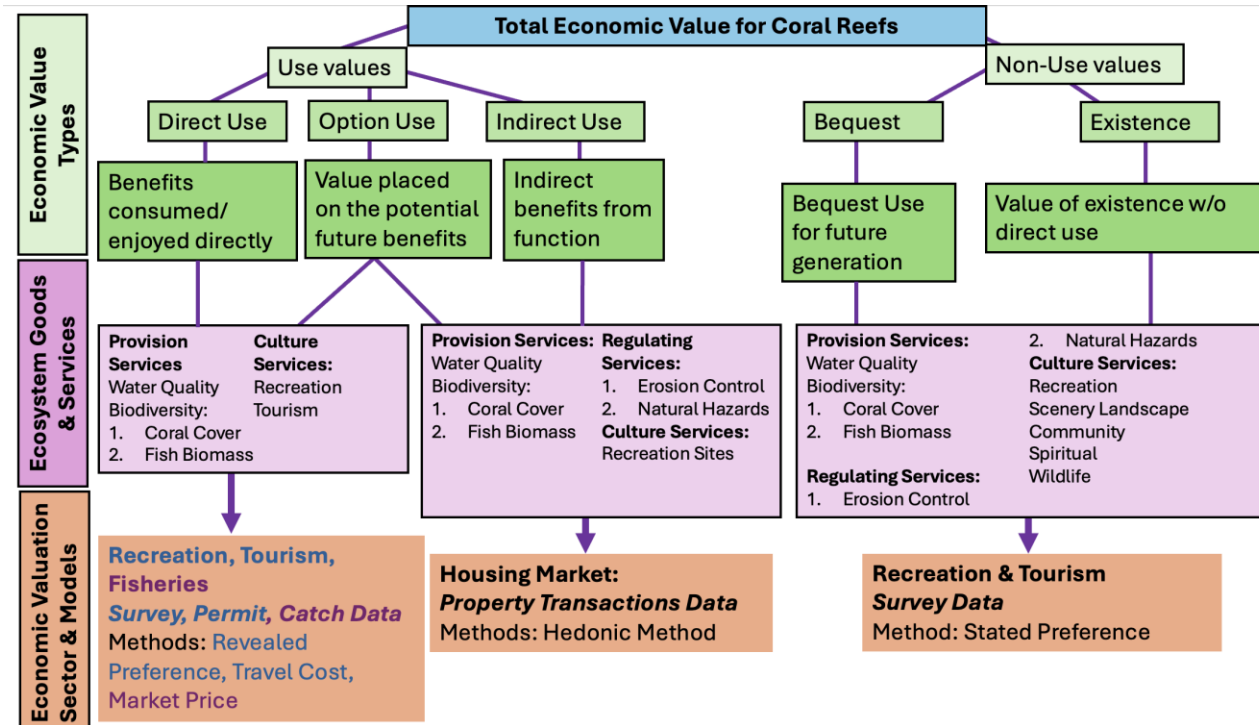 Total Economic Value for Coral Reefs
Economic Value
Types
Use values
Non-Use values
Direct Use
Option Use
Indirect Use
Bequest
Existence
Benefits
consumed/
enjoyed directly
Value placed
on the potential
future benefits
Indirect
benefits from
function
Bequest Use
for future
generation
Value of existence w/o
direct use
Ecosystem Goods
& Services
Provision
Services
Water Quality
Biodiversity:
1. Coral Cover
2. Fish Biomass
Culture
Services:
Recreation
Tourism
Provision Services:
Water Quality
Biodiversity:
1. Coral Cover
2. Fish Biomass
Regulating
Services:
1. Erosion Control
2. Natural Hazards
Culture Services:
Recreation Sites
Provision Services:
Water Quality
Biodiversity:
1. Coral Cover
2. Fish Biomass
Regulating Services:
1. Erosion Control
2. Natural Hazards
Culture Services:
Recreation
Scenery Landscape
Community
Spiritual
Wildlife
Economic Valuation
Sector & Models
Recreation, Tourism,
Fisheries
Survey, Permit, Catch Data
Methods: Revealed
Preference, Travel Cost,
Market Price
Housing Market:
Property Transactions Data
Methods: Hedonic Method
Recreation & Tourism
Survey Data
Method: Stated Preference